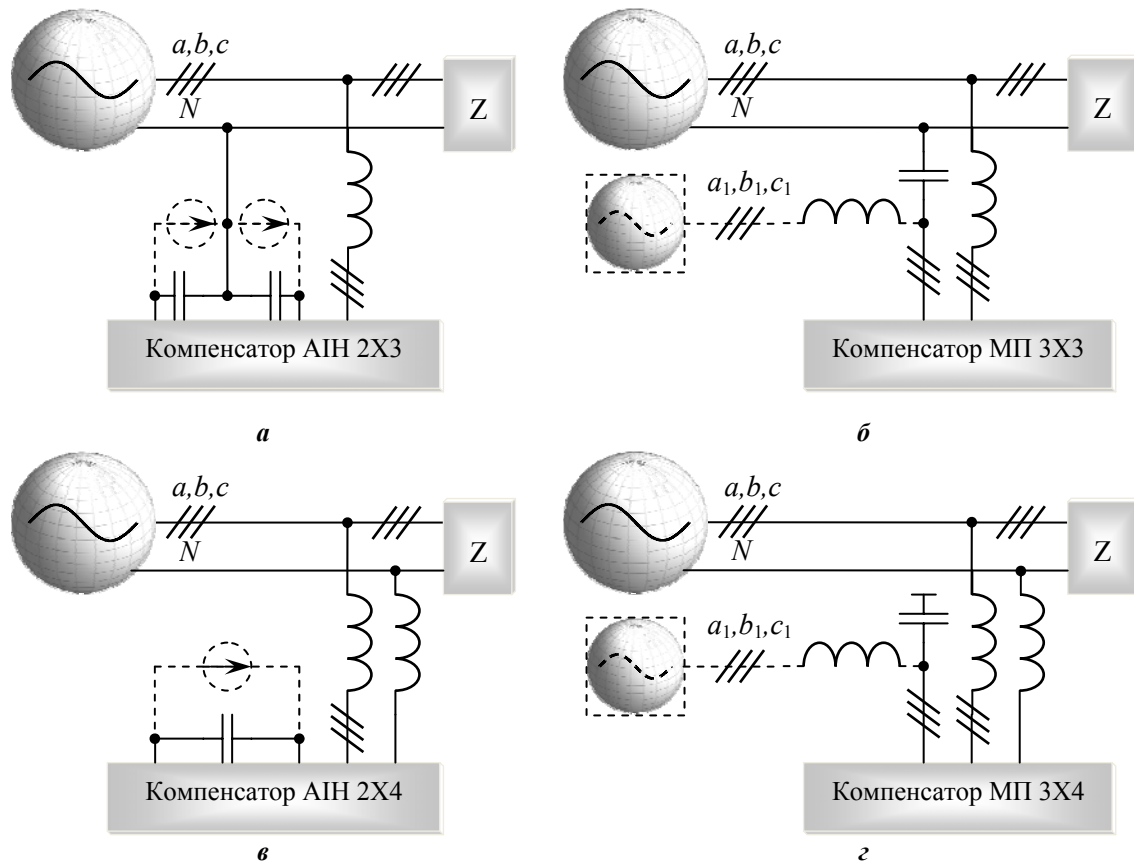 a,b,c
N
Z
Компенсатор АІН 2Х3
а
a,b,c
N
Z
a₁,b₁,c₁
Компенсатор МП 3Х3
б
a,b,c
N
Z
Компенсатор АІН 2Х4
в
a,b,c
N
Z
a₁,b₁,c₁
Компенсатор МП 3Х4
г